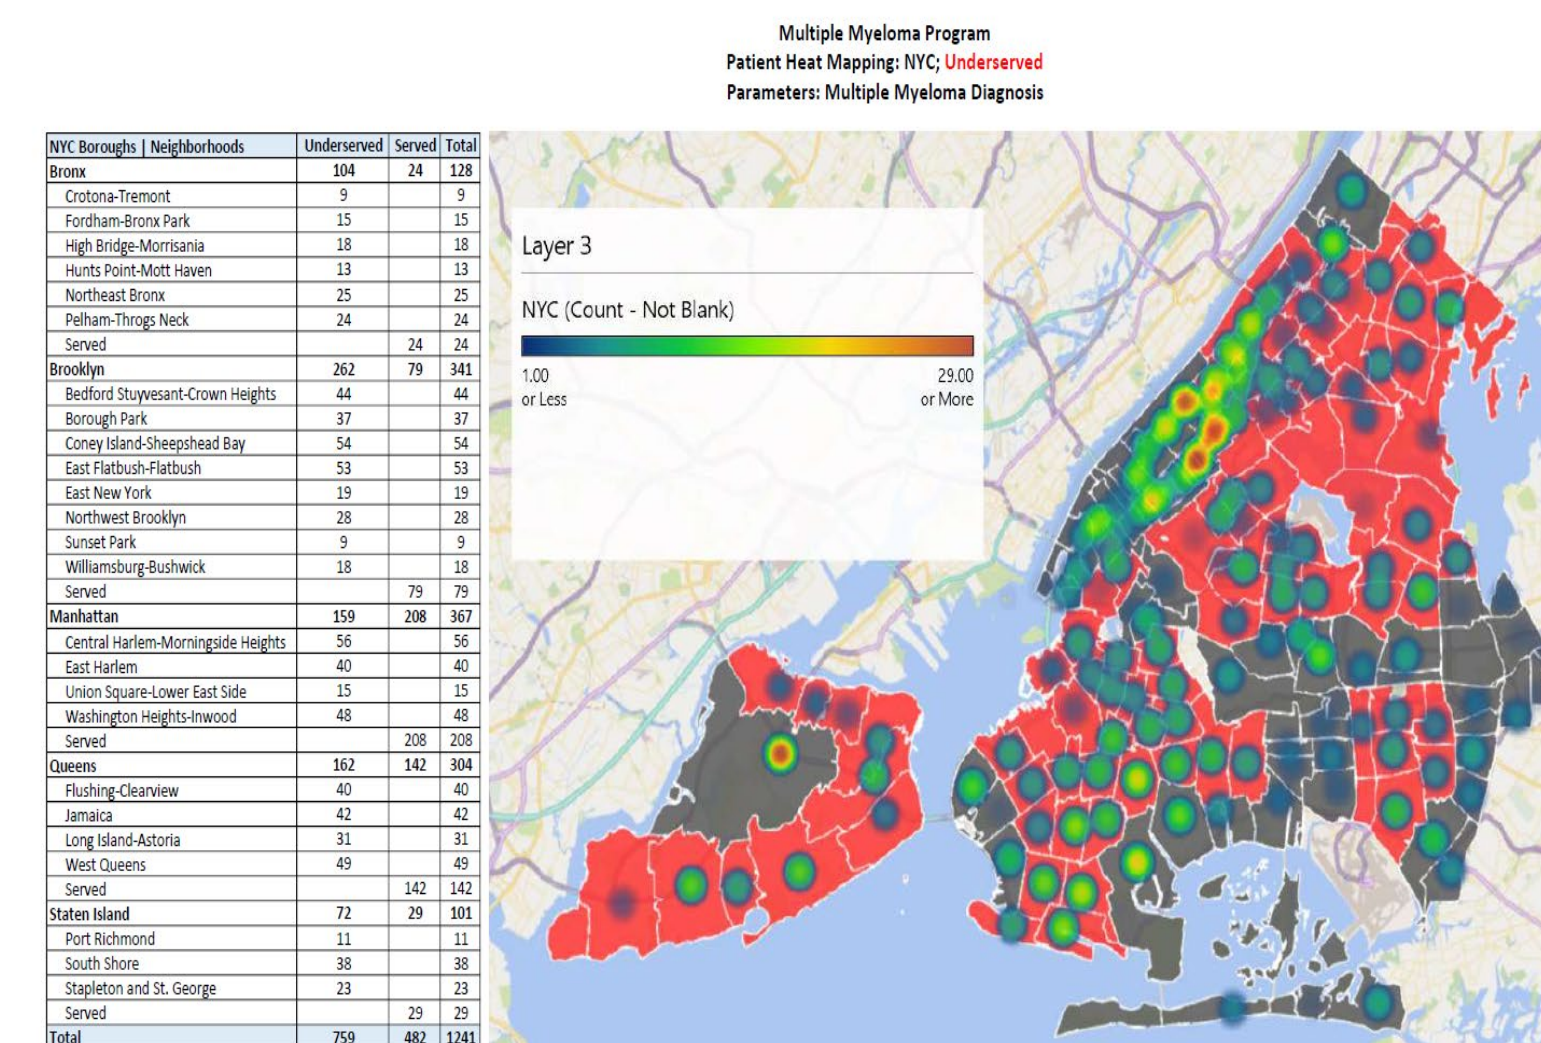 Multiple Myeloma Program
Patient Heat Mapping: NYC; Underserved
Parameters: Multiple Myeloma Diagnosis
NYC Boroughs | Neighborhoods Underserved Served Total
Bronx 104 24 128
Crotona-Tremont 9 9
Fordham-Bronx Park 15 15
High Bridge-Morrisania 18 18
Hunts Point-Mott Haven 13 13
Northeast Bronx 25 25
Pelham-Throgs Neck 24 24
Served 24 24
Brooklyn 262 79 341
Bedford Stuyvesant-Crown Heights 44 44
Borough Park 37 37
Coney Island-Sheepshead Bay 54 54
East Flatbush-Flatbush 53 53
East New York 19 19
Northwest Brooklyn 28 28
Sunset Park 9 9
Williamsburg-Bushwick 18 18
Served 79 79
Manhattan 159 208 367
Central Harlem-Morningside Heights 56 56
East Harlem 40 40
Union Square-Lower East Side 15 15
Washington Heights-Inwood 48 48
Served 208 208
Queens 162 142 304
Flushing-Clearview 40 40
Jamaica 42 42
Long Island-Astoria 31 31
West Queens 49 49
Served 142 142
Staten Island 72 29 101
Port Richmond 11 11
South Shore 38 38
Stapleton and St. George 23 23
Served 29 29
Total 759 482 1241
Layer 3
NYC (Count - Not Blank)
1.00 29.00
or Less or More